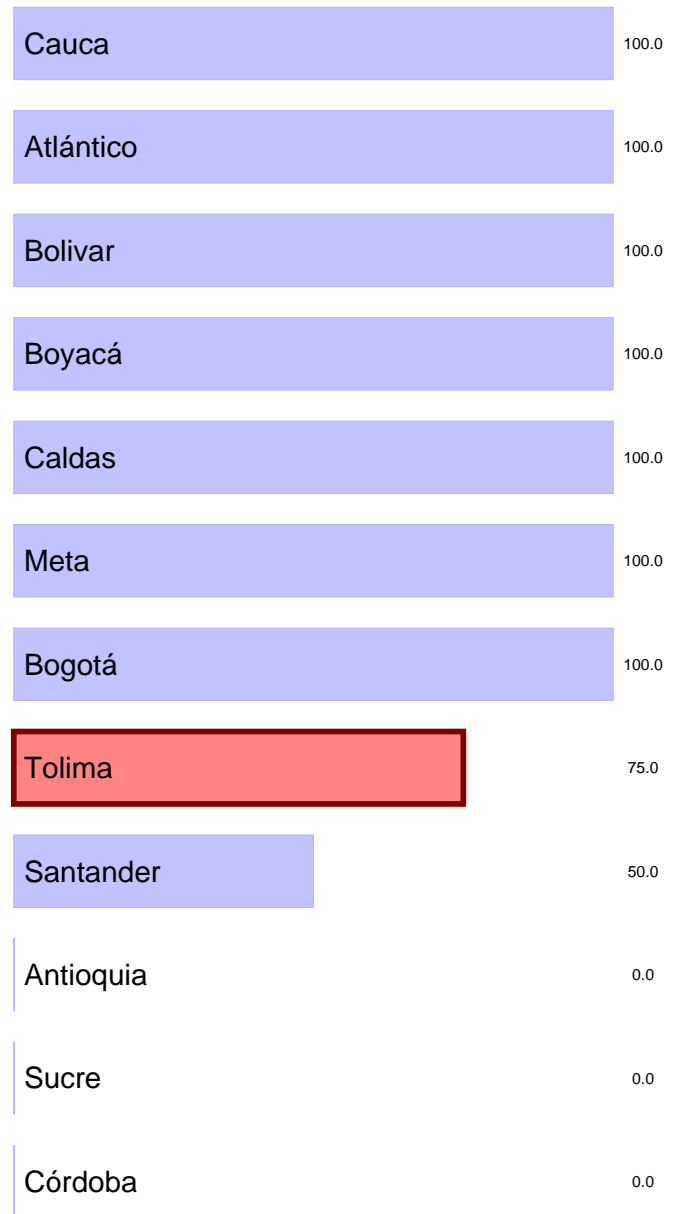 Cauca 100.0
Atlántico 100.0
Bolivar 100.0
Boyacá 100.0
Caldas 100.0
Meta 100.0
Bogotá 100.0
Tolima 75.0
Santander 50.0
Antioquia 0.0
Sucre 0.0
Córdoba 0.0